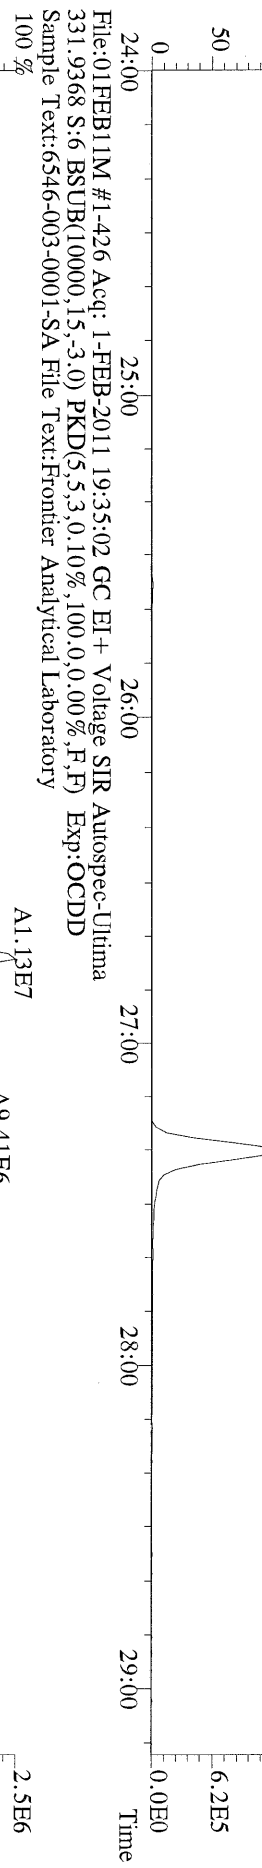 50
6.2E5
0
0.0E0
24:00 25:00 26:00 27:00 28:00 29:00 Time
File:01FEB11M #1-426 Acq: 1-FEB-2011 19:35:02 GC EI+ Voltage SIR Autospec-Ultima
331.9368 S:6 BSUB(10000,15,-3.0) PKD(5,5,3,0.10%,100.0,0.00%,F,F) Exp:OCDD
Sample Text:6546-003-0001-SA File Text:Frontier Analytical Laboratory
100 % A1.13E7 2.5E6
A9.41E6